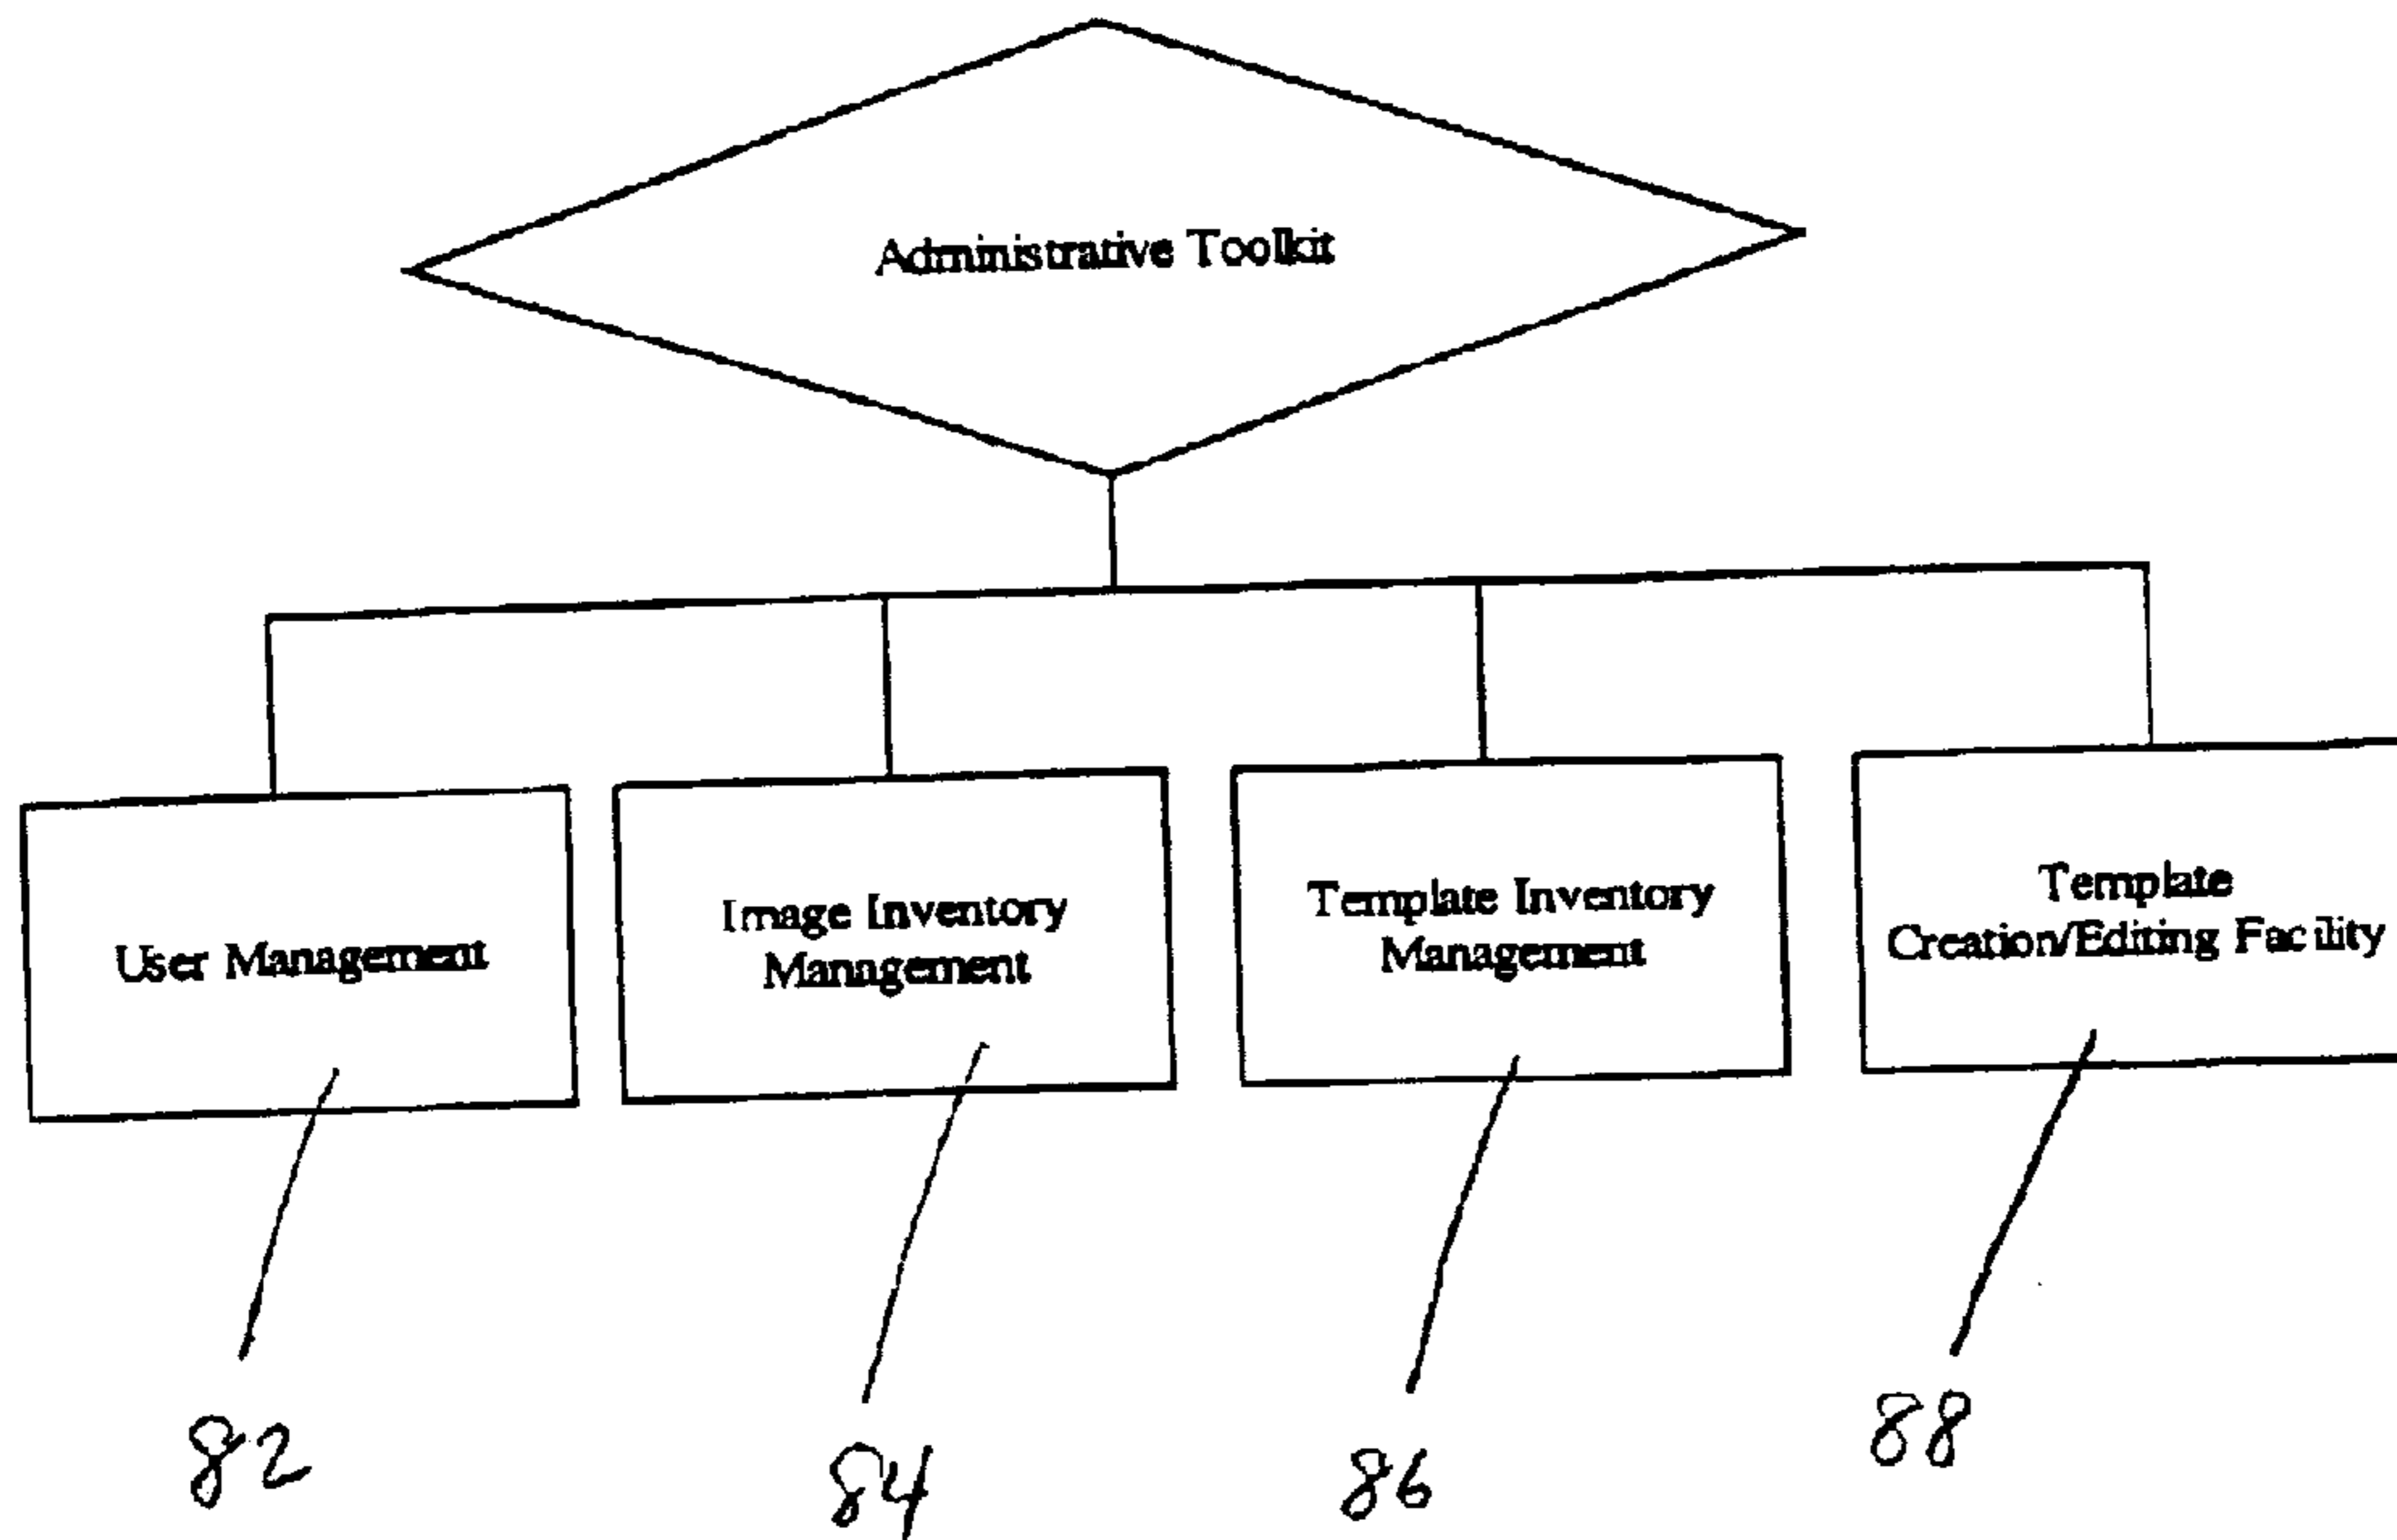 Administrative Toolkit
User Management
Image Inventory
Management
Template Inventory
Management
Template
Creation/Editing Facility
82
84
86
88